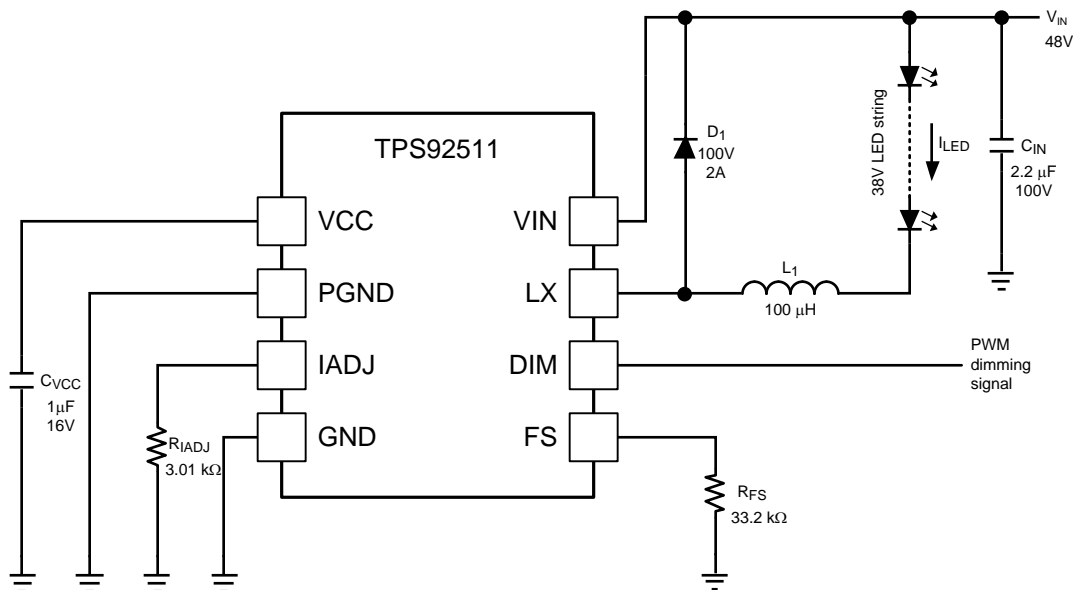 V_IN
48V
TPS92511
D1
100V
2A
38V LED string
I_LED
C_IN
2.2 μF
100V
VCC
VIN
PGND
LX
L1
100 μH
IADJ
DIM
PWM
dimming
signal
C_VCC
1μF
16V
GND
FS
R_IADJ
3.01 kΩ
R_FS
33.2 kΩ